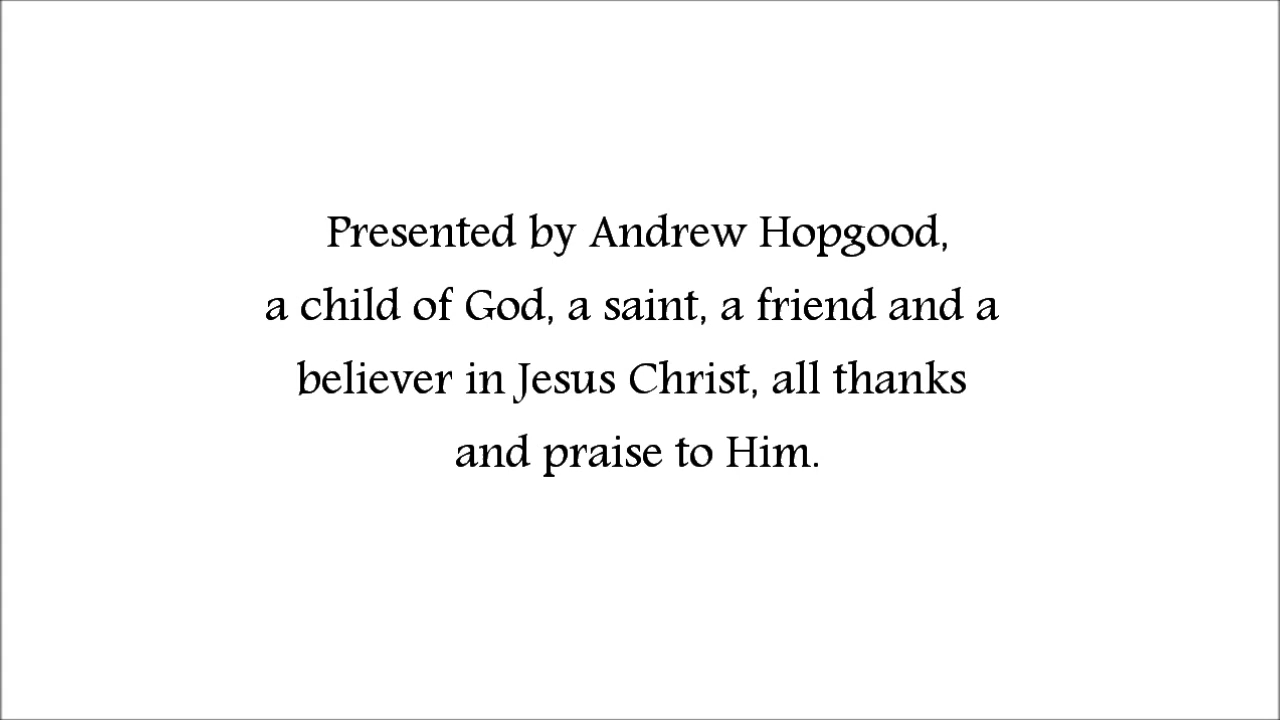 Presented by Andrew Hopgood,
a child of God, a saint, a friend and a
believer in Jesus Christ, all thanks
and praise to Him.